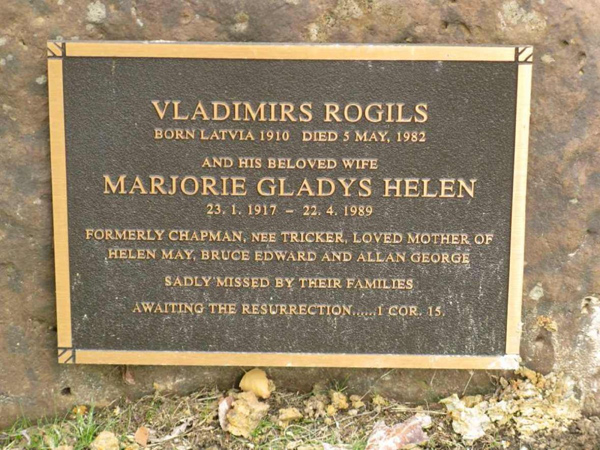 VLADIMIRS ROGILS
BORN LATVIA 1910 DIED 5 MAY, 1982
AND HIS BELOVED WIFE
MARJORIE GLADYS HELEN
23. 1. 1917 – 22. 4. 1989
FORMERLY CHAPMAN, NEE TRICKER, LOVED MOTHER OF
HELEN MAY, BRUCE EDWARD AND ALLAN GEORGE
SADLY MISSED BY THEIR FAMILIES
AWAITING THE RESURRECTION.....1 COR. 15.